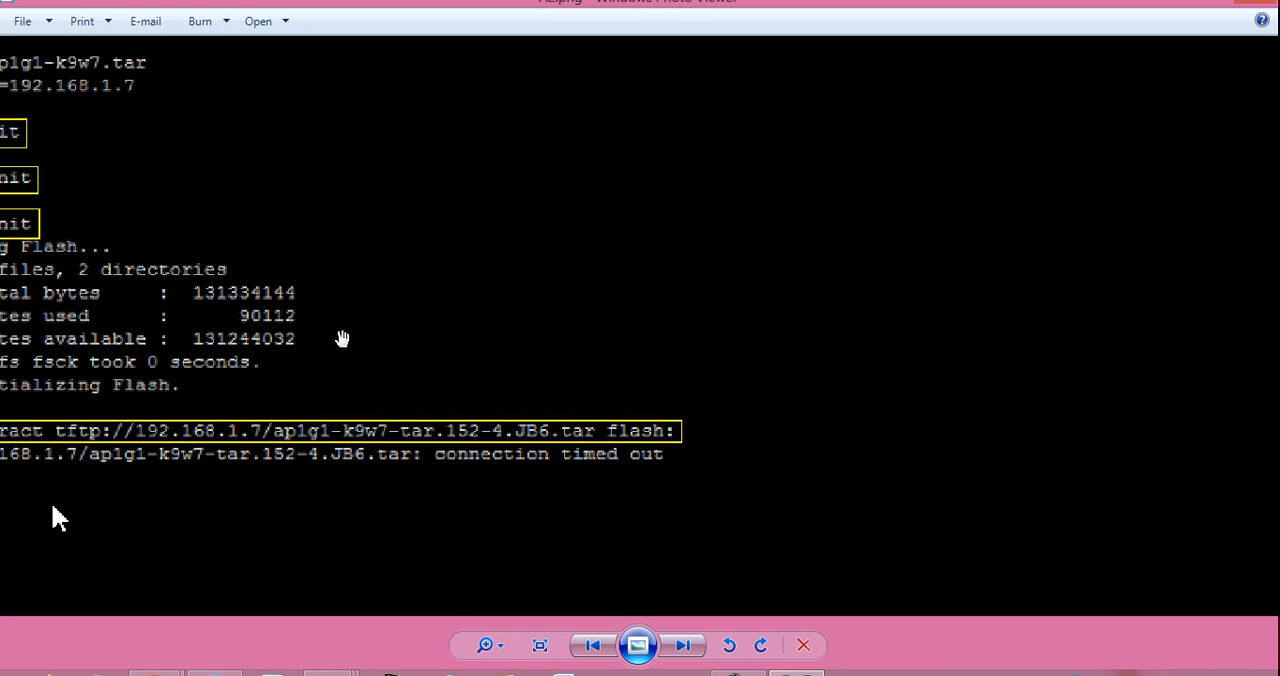 File Print E-mail Burn Open
p1g1-k9w7.tar
=192.168.1.7
it
nit
nit
g Flash...
files, 2 directories
tal bytes : 131334144
tes used : 90112
tes available : 131244032
fs fsck took 0 seconds.
tializing Flash.
ract tftp://192.168.1.7/ap1g1-k9w7-tar.152-4.JB6.tar flash:
168.1.7/ap1g1-k9w7-tar.152-4.JB6.tar: connection timed out